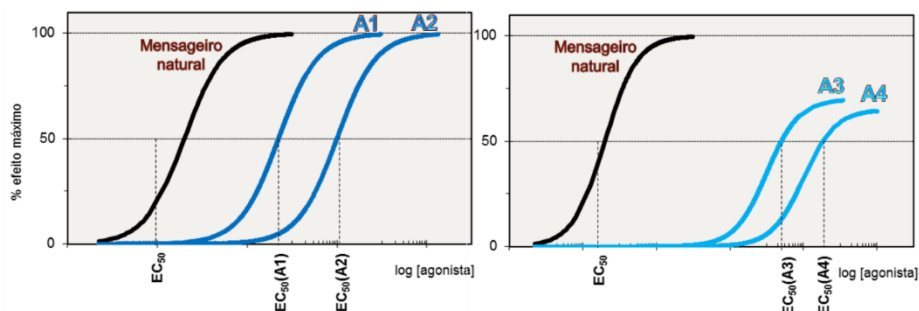 100
50
0
% efeito máximo
Mensageiro
natural
A1
A2
EC₅₀
EC₅₀(A1)
EC₅₀(A2)
log [agonista]
100
50
0
Mensageiro
natural
A3
A4
EC₅₀
EC₅₀(A3)
EC₅₀(A4)
log [agonista]